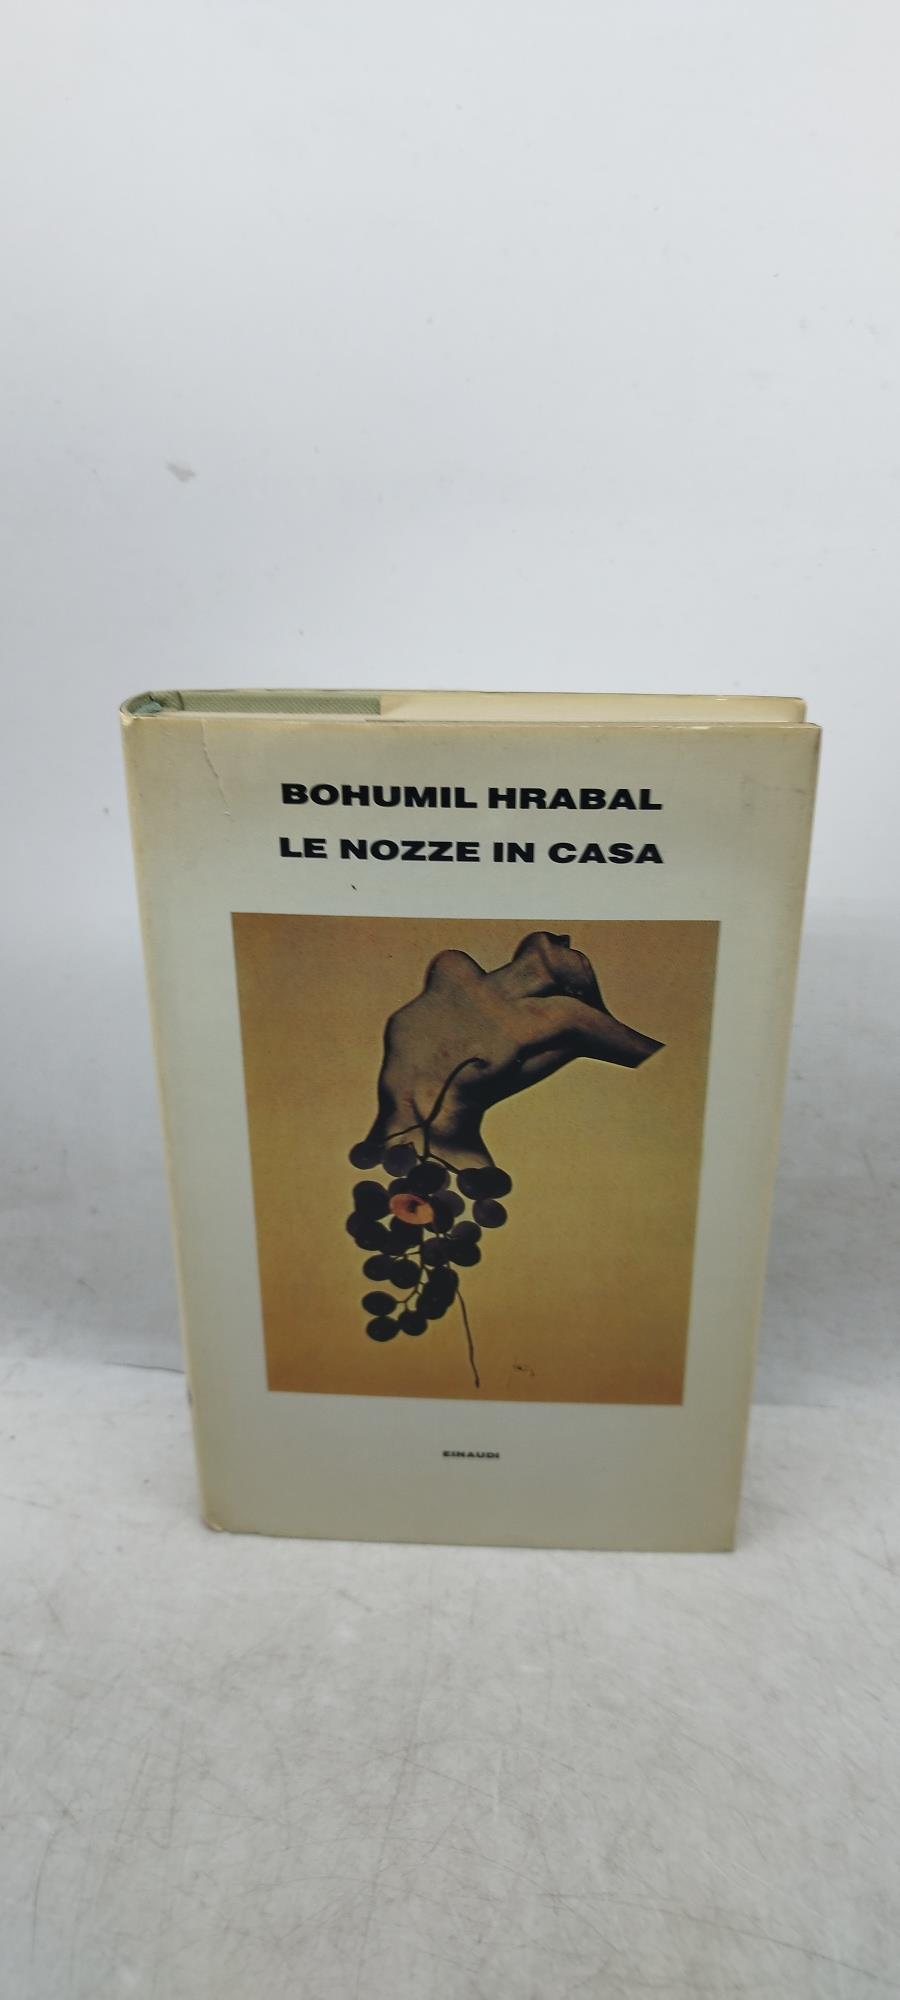 BOHUMIL HRABAL
LE NOZZE IN CASA
EINAUDI